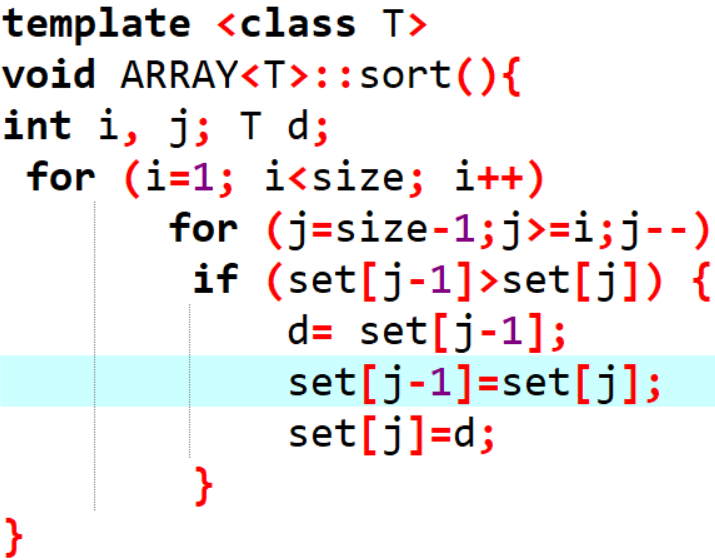 template <class T>
void ARRAY<T>::sort(){
int i, j; T d;
for (i=1; i<size; i++)
for (j=size-1;j>=i;j--)
if (set[j-1]>set[j]) {
d= set[j-1];
set[j-1]=set[j];
set[j]=d;
}
}